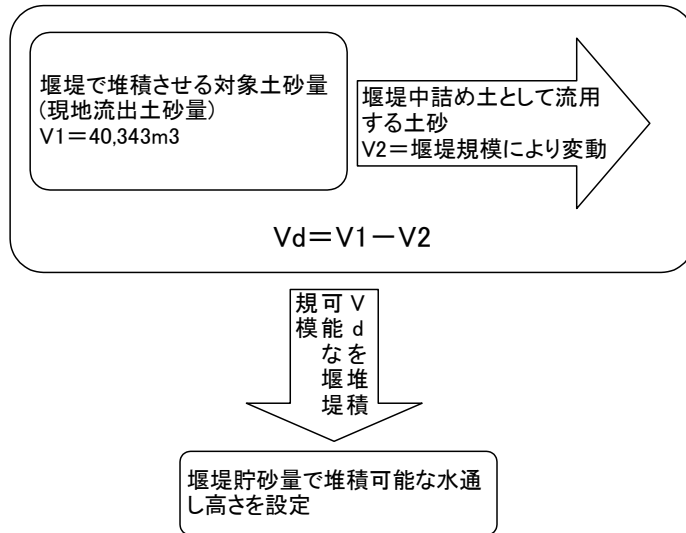 堰堤で堆積させる対象土砂量
(現地流出土砂量)
V1＝40,343m3
堰堤中詰め土として流用
する土砂
V2＝堰堤規模により変動
Vd＝V1－V2
Vdを堆積
可能な堰堤
規模
堰堤貯砂量で堆積可能な水通
し高さを設定